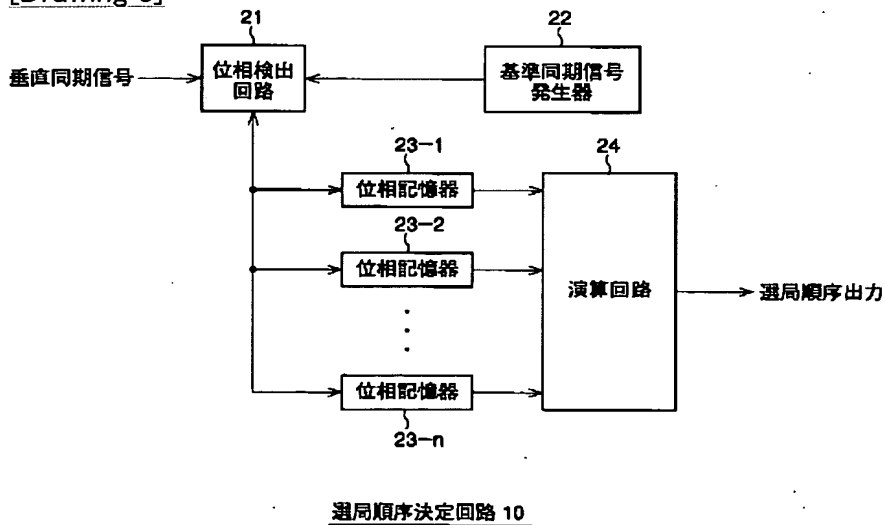 21
22
垂直同期信号
位相検出
回路
基準同期信号
発生器
23-1
24
位相記憶器
23-2
位相記憶器
演算回路
選局順序出力
位相記憶器
23-n
選局順序決定回路 10